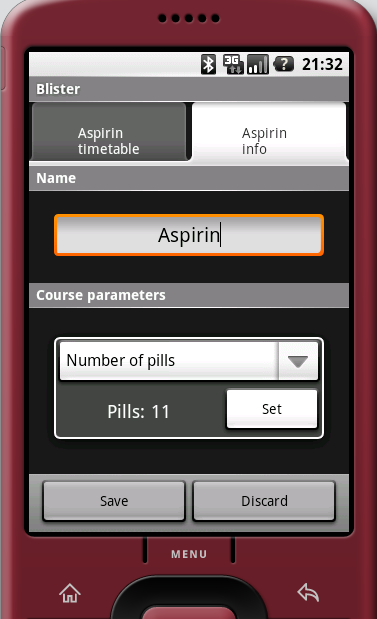 3G ? 21:32
Blister
Aspirin
timetable
Aspirin
info
Name
Aspirin
Course parameters
Number of pills
Pills: 11
Set
Save
Discard
MENU